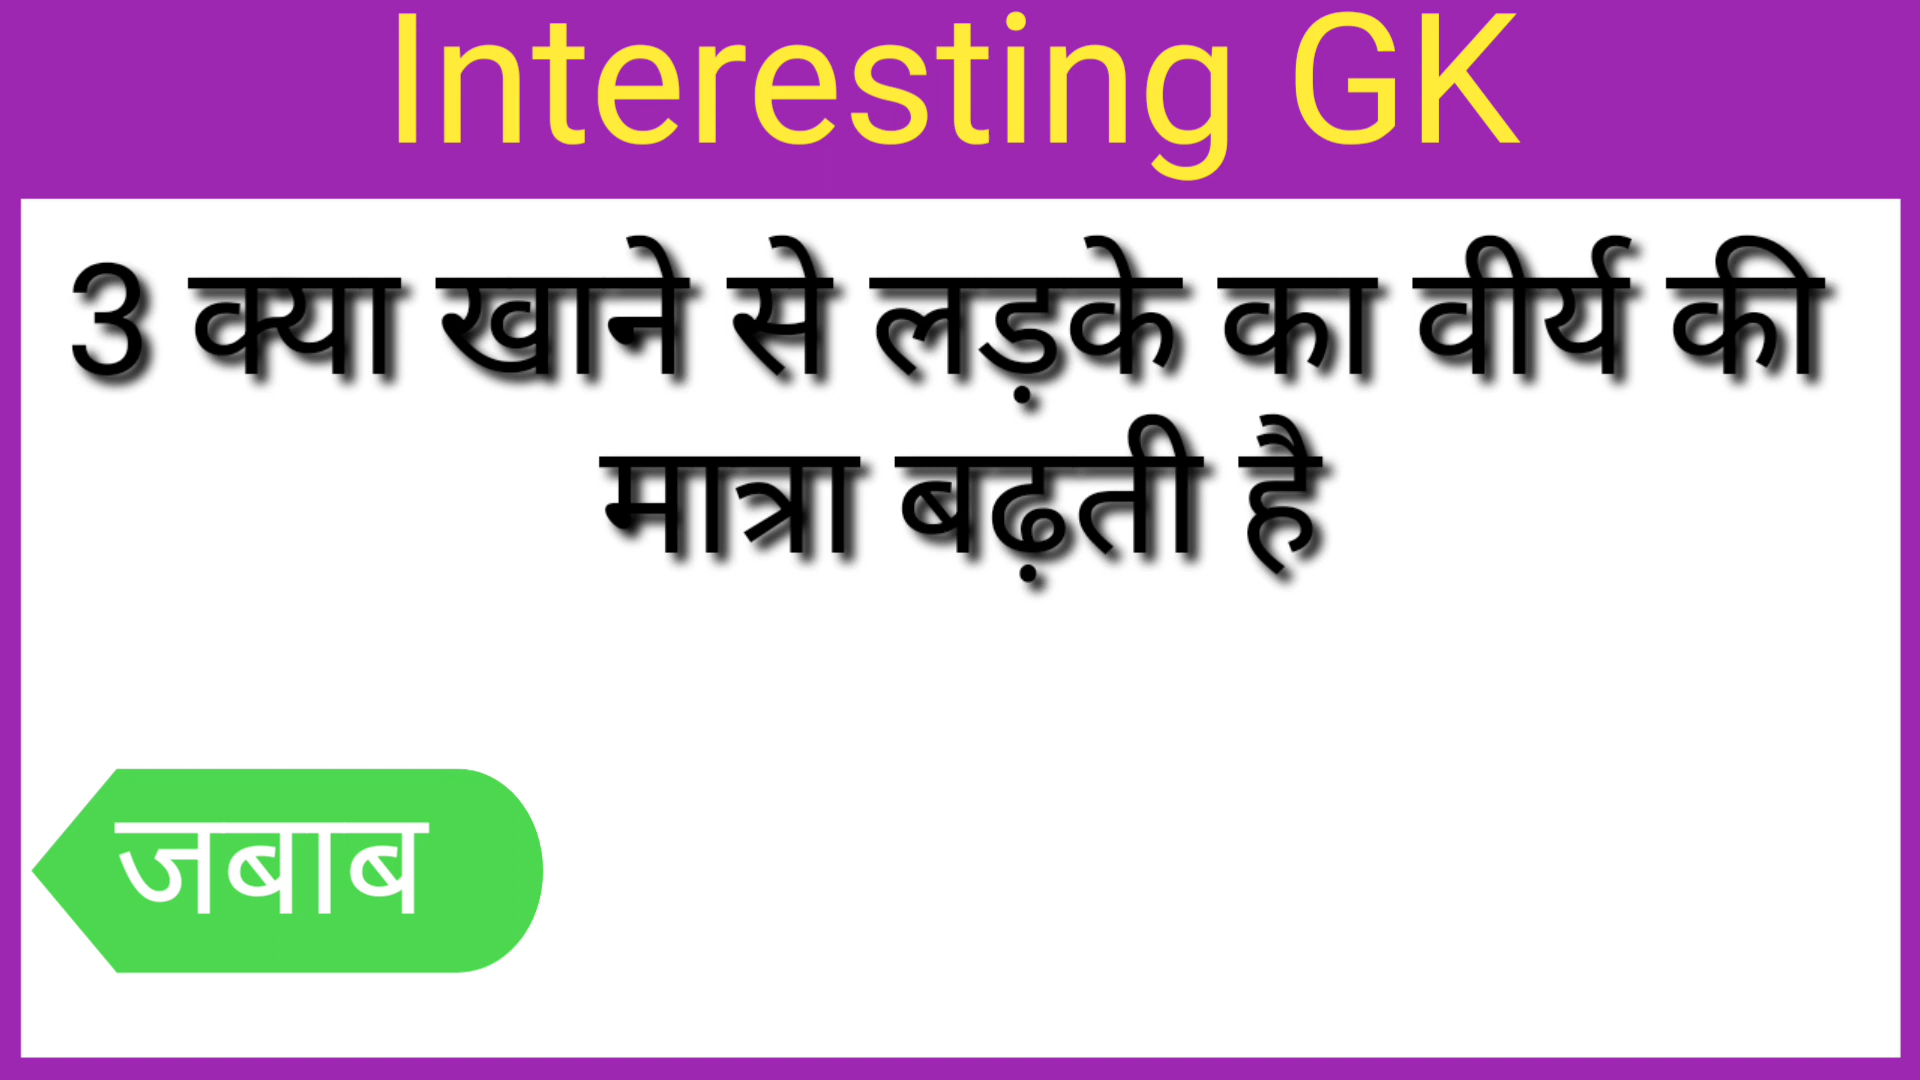 Interesting GK
3 क्या खाने से लड़के का वीर्य की
मात्रा बढ़ती है
जबाब